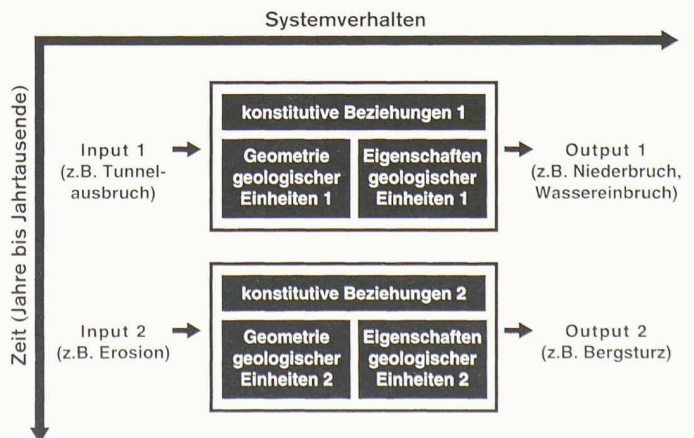 Systemverhalten
Zeit (Jahre bis Jahrtausende)
Input 1
(z.B. Tunnel-
ausbruch)
konstitutive Beziehungen 1
Geometrie
geologischer
Einheiten 1
Eigenschaften
geologischer
Einheiten 1
Output 1
(z.B. Niederbruch,
Wassereinbruch)
Input 2
(z.B. Erosion)
konstitutive Beziehungen 2
Geometrie
geologischer
Einheiten 2
Eigenschaften
geologischer
Einheiten 2
Output 2
(z.B. Bergsturz)